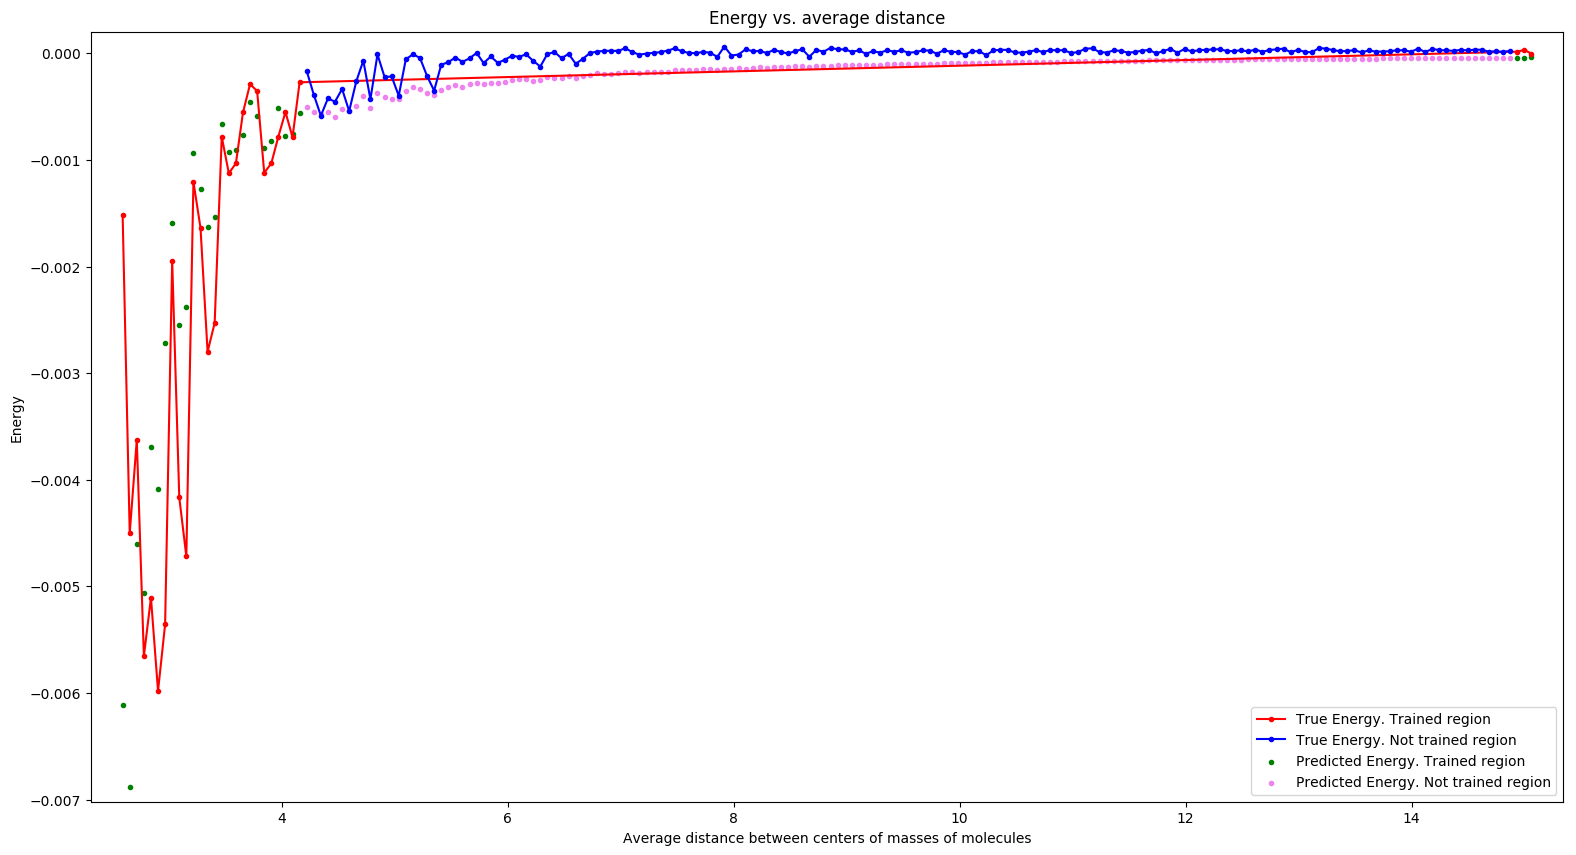 Energy vs. average distance
0.000
−0.001
−0.002
−0.003
−0.004
−0.005
−0.006
−0.007
Energy
4
6
8
10
12
14
Average distance between centers of masses of molecules
True Energy. Trained region
True Energy. Not trained region
Predicted Energy. Trained region
Predicted Energy. Not trained region